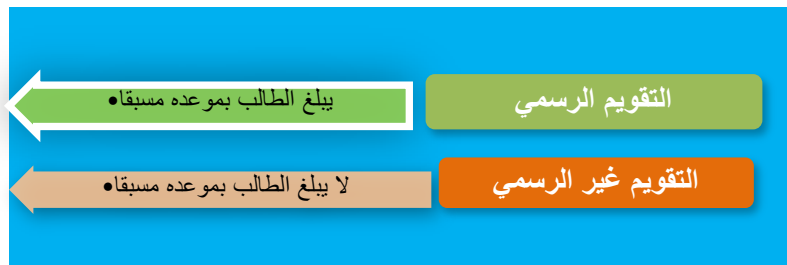 التقويم الرسمي
يبلغ الطالب بموعده مسبقا•
التقويم غير الرسمي
لا يبلغ الطالب بموعده مسبقا•